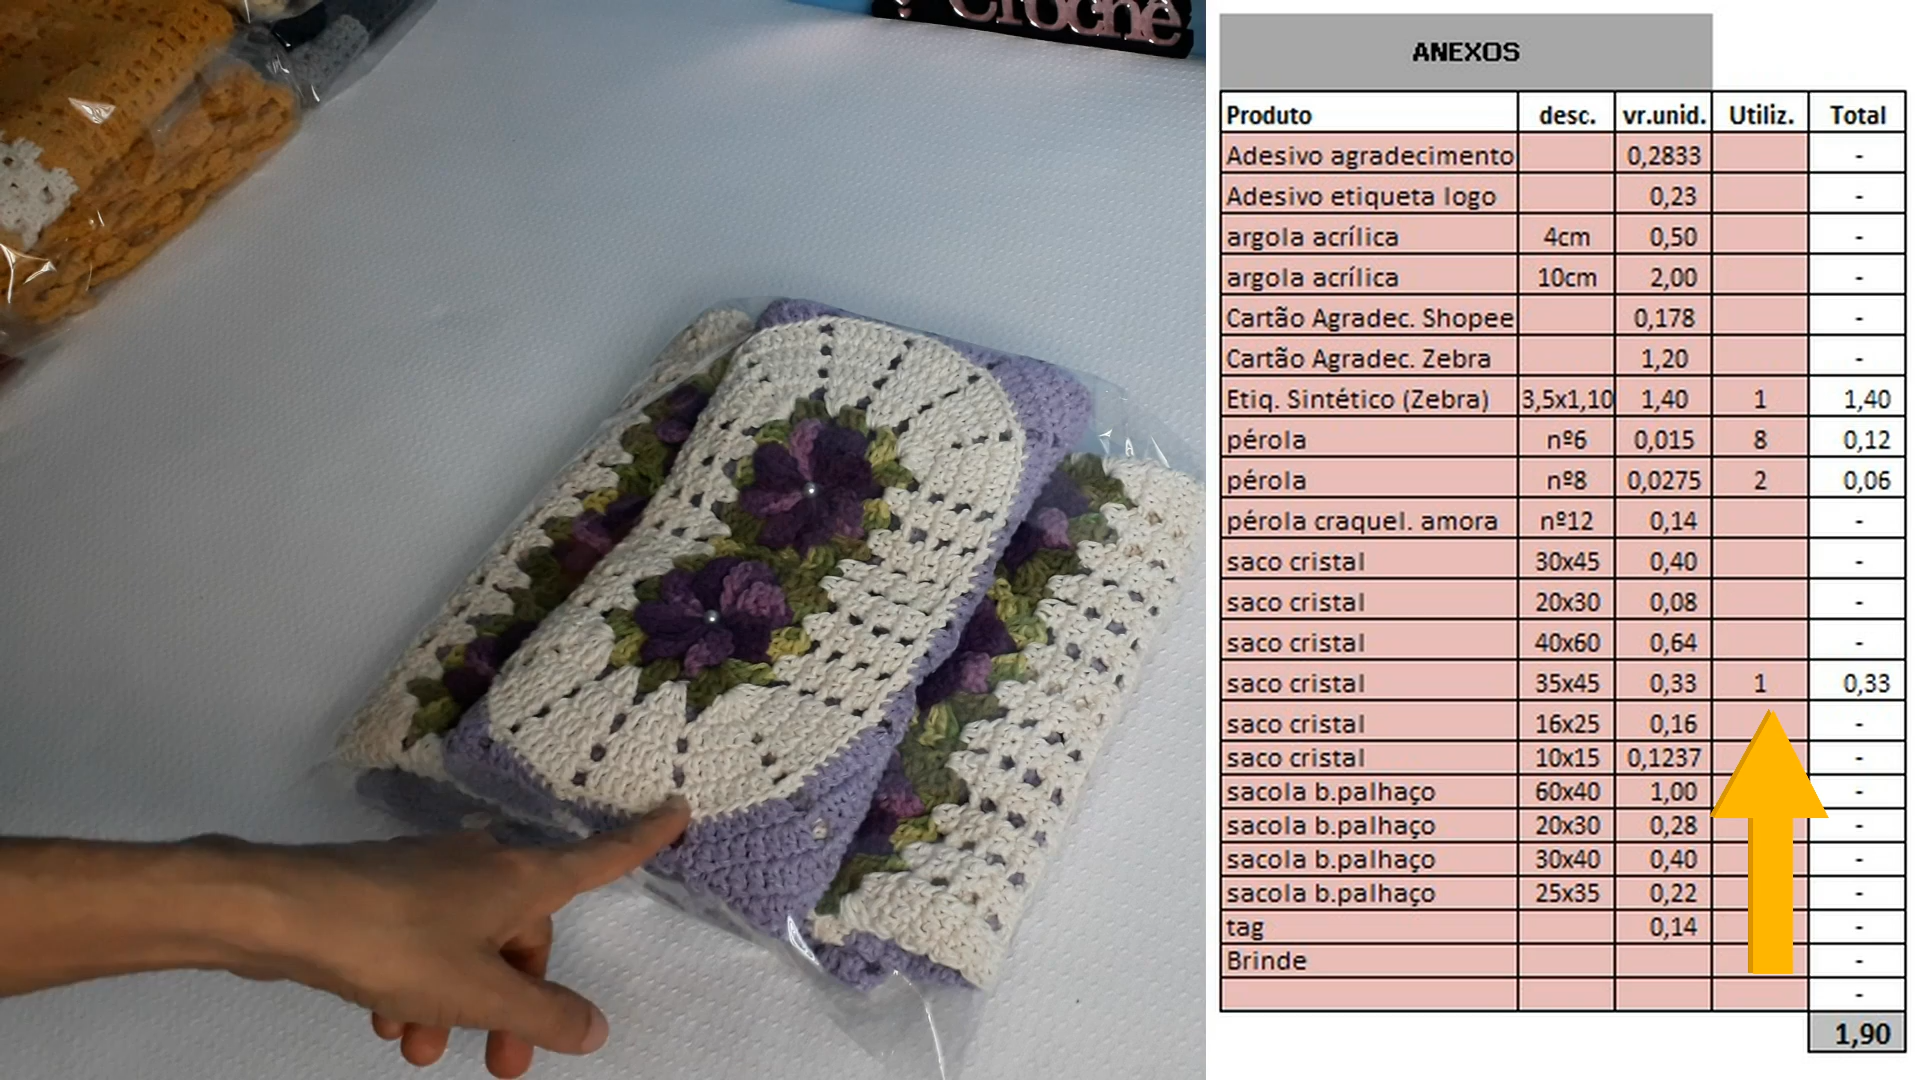 Crochê
ANEXOS
Produto desc. vr.unid. Utiliz. Total
Adesivo agradecimento 0,2833 -
Adesivo etiqueta logo 0,23 -
argola acrílica 4cm 0,50 -
argola acrílica 10cm 2,00 -
Cartão Agradec. Shopee 0,178 -
Cartão Agradec. Zebra 1,20 -
Etiq. Sintético (Zebra) 3,5x1,10 1,40 1 1,40
pérola nº6 0,015 8 0,12
pérola nº8 0,0275 2 0,06
pérola craquel. amora nº12 0,14 -
saco cristal 30x45 0,40 -
saco cristal 20x30 0,08 -
saco cristal 40x60 0,64 -
saco cristal 35x45 0,33 1 0,33
saco cristal 16x25 0,16 -
saco cristal 10x15 0,1237 -
sacola b.palhaço 60x40 1,00 -
sacola b.palhaço 20x30 0,28 -
sacola b.palhaço 30x40 0,40 -
sacola b.palhaço 25x35 0,22 -
tag 0,14 -
Brinde -
-
1,90